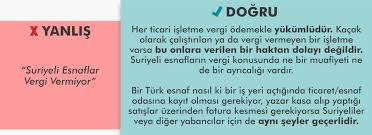 X YANLIŞ
"Suriyeli Esnaflar
Vergi Vermiyor"
✓ DOĞRU
Her ticari işletme vergi ödemekle yükümlüdür. Kaçak
olarak çalıştırılan ya da vergi vermeyen bir işletme
varsa bu onlara verilen bir haktan dolayı değildir.
Suriyeli esnafların vergi konusunda ne bir muafiyeti ne
de bir ayrıcalığı vardır.
Bir Türk esnaf nasıl ki bir iş yeri açtığında ticaret/esnaf
odasına kayıt olması gerekiyor, yazar kasa alıp yaptığı
satışlar üzerinden fatura kesmesi gerekiyorsa Suriyeliler
veya diğer yabancılar için de aynı şeyler geçerlidir.